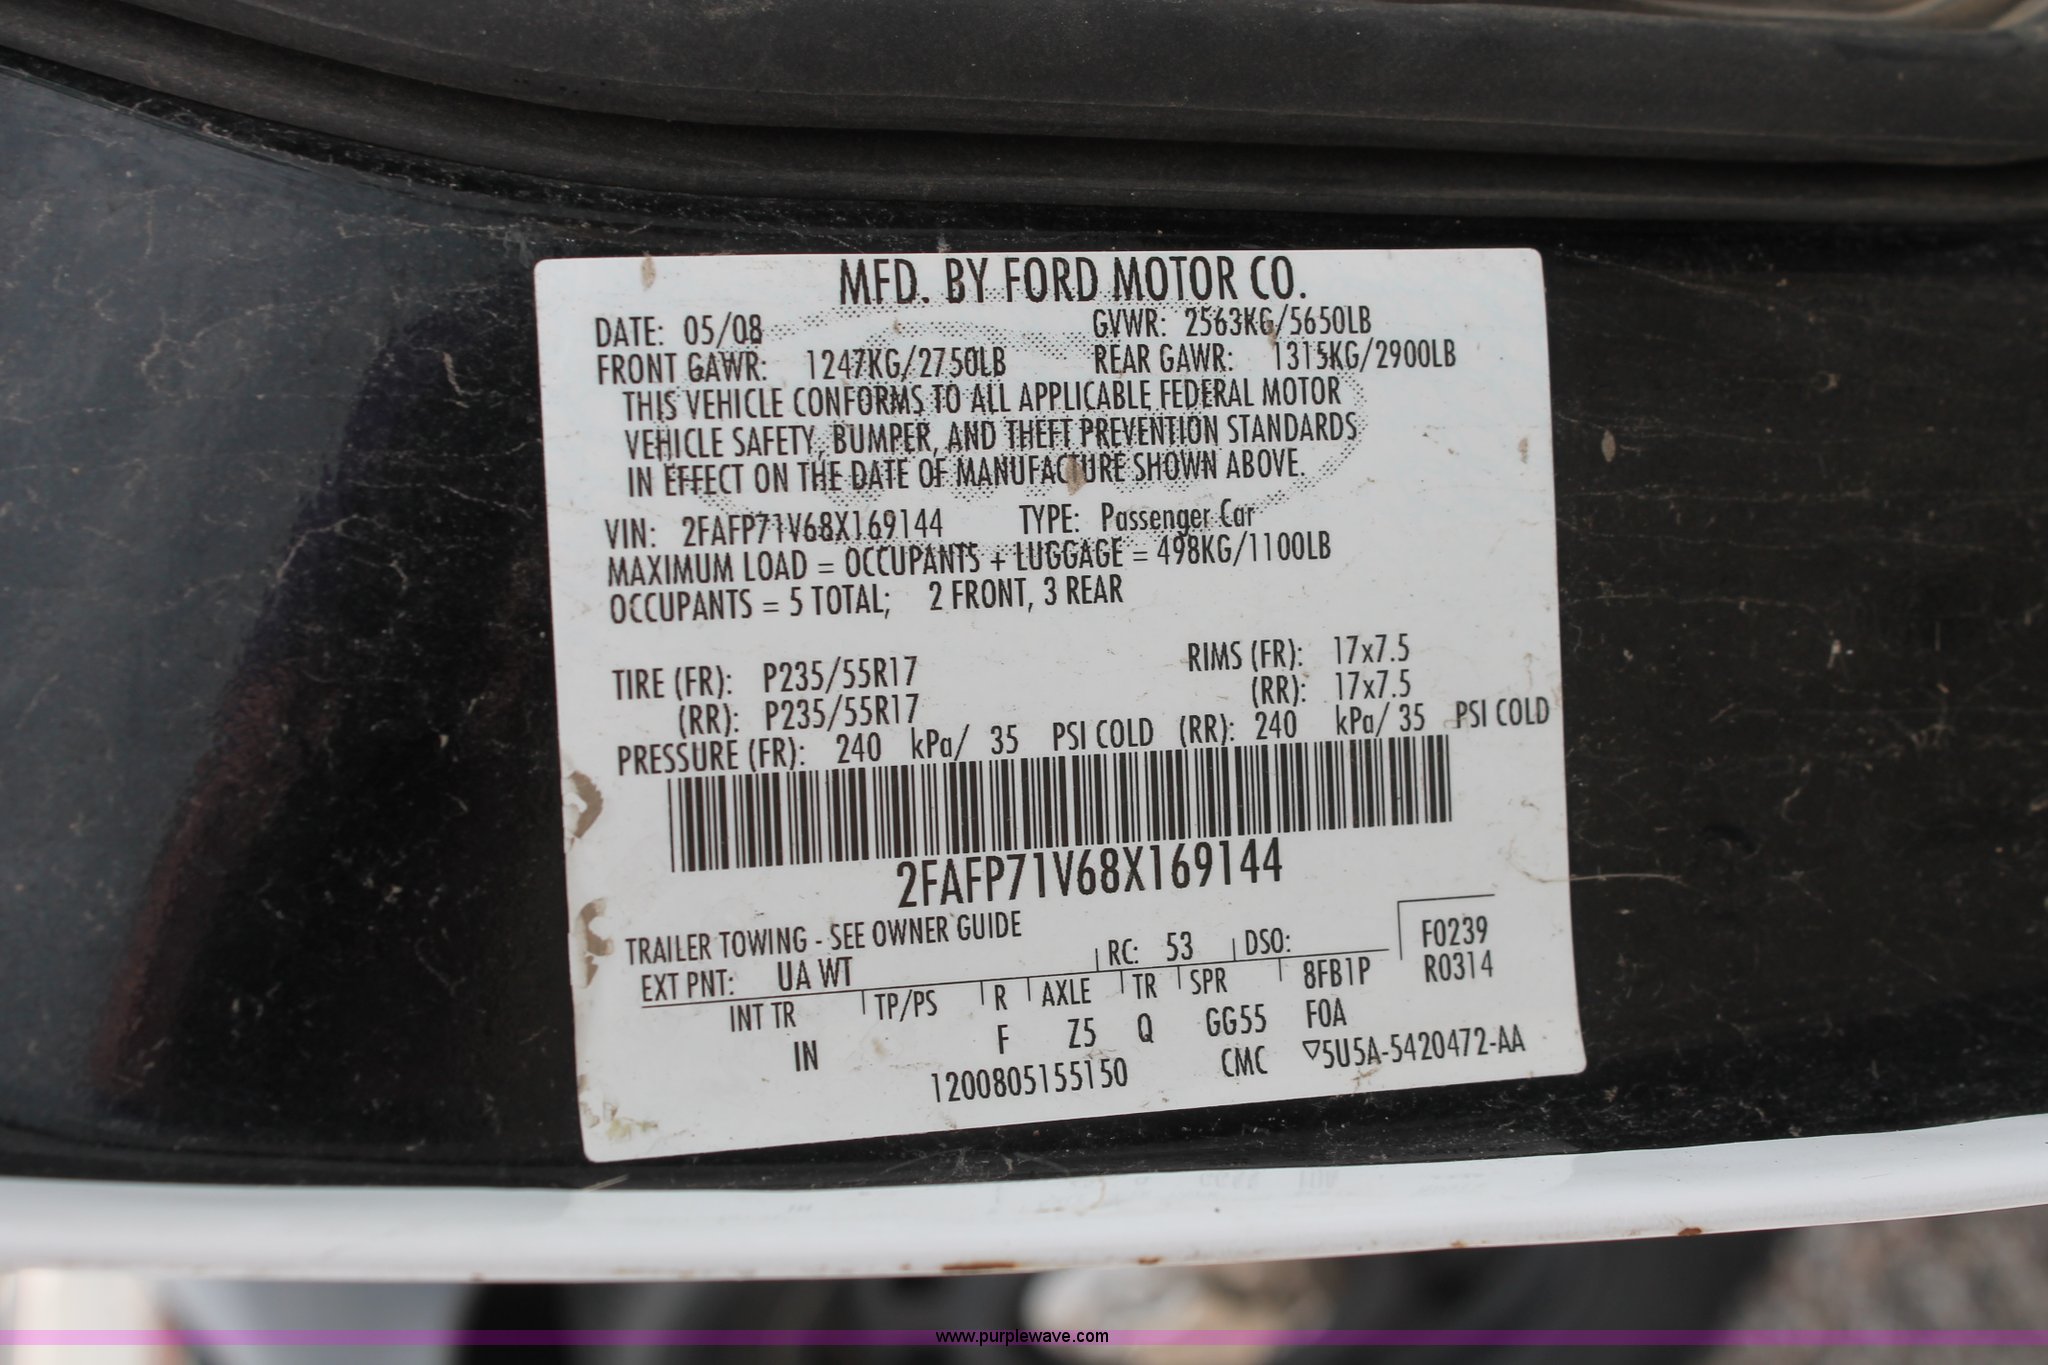 MFD. BY FORD MOTOR CO.
DATE: 05/08 GVWR: 2563KG/5650LB
FRONT GAWR: 1247KG/2750LB REAR GAWR: 1315KG/2900LB
THIS VEHICLE CONFORMS TO ALL APPLICABLE FEDERAL MOTOR
VEHICLE SAFETY, BUMPER, AND THEFT PREVENTION STANDARDS
IN EFFECT ON THE DATE OF MANUFACTURE SHOWN ABOVE.
VIN: 2FAFP71V68X169144 TYPE: Passenger Car
MAXIMUM LOAD = OCCUPANTS + LUGGAGE = 498KG/1100LB
OCCUPANTS = 5 TOTAL; 2 FRONT, 3 REAR
TIRE (FR): P235/55R17 RIMS (FR): 17x7.5
(RR): P235/55R17 (RR): 17x7.5
PRESSURE (FR): 240 kPa/ 35 PSI COLD (RR): 240 kPa/ 35 PSI COLD
2FAFP71V68X169144
TRAILER TOWING - SEE OWNER GUIDE
EXT PNT: UA WT RC: 53 DSO: F0239
INT TR TP/PS R AXLE TR SPR 8FB1P R0314
IN F Z5 Q GG55 FOA
1200805155150 CMC ▽5U5A-5420472-AA
www.purplewave.com